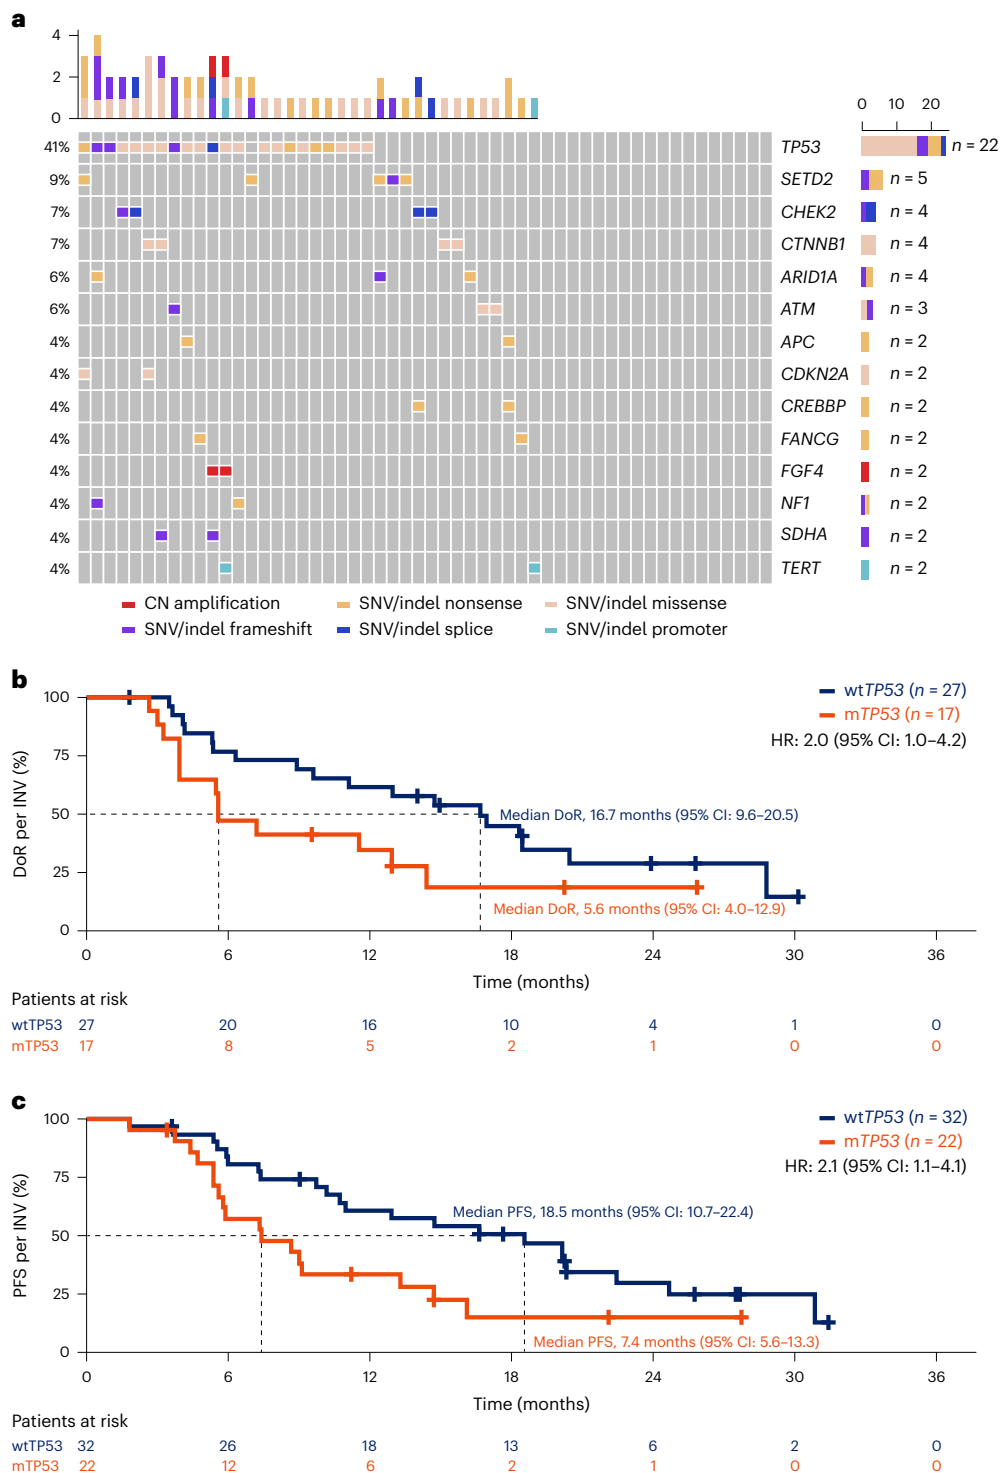 a
4
2
0
0 10 20
41% TP53 n = 22
9% SETD2 n = 5
7% CHEK2 n = 4
7% CTNNB1 n = 4
6% ARID1A n = 4
6% ATM n = 3
4% APC n = 2
4% CDKN2A n = 2
4% CREBBP n = 2
4% FANCG n = 2
4% FGF4 n = 2
4% NF1 n = 2
4% SDHA n = 2
4% TERT n = 2
CN amplification SNV/indel nonsense SNV/indel missense
SNV/indel frameshift SNV/indel splice SNV/indel promoter
b
DoR per INV (%)
100
75
50
25
0
wtTP53 (n = 27)
mTP53 (n = 17)
HR: 2.0 (95% CI: 1.0–4.2)
Median DoR, 16.7 months (95% CI: 9.6–20.5)
Median DoR, 5.6 months (95% CI: 4.0–12.9)
0 6 12 18 24 30 36
Time (months)
Patients at risk
wtTP53 27 20 16 10 4 1 0
mTP53 17 8 5 2 1 0 0
c
PFS per INV (%)
100
75
50
25
0
wtTP53 (n = 32)
mTP53 (n = 22)
HR: 2.1 (95% CI: 1.1–4.1)
Median PFS, 18.5 months (95% CI: 10.7–22.4)
Median PFS, 7.4 months (95% CI: 5.6–13.3)
0 6 12 18 24 30 36
Time (months)
Patients at risk
wtTP53 32 26 18 13 6 2 0
mTP53 22 12 6 2 1 0 0